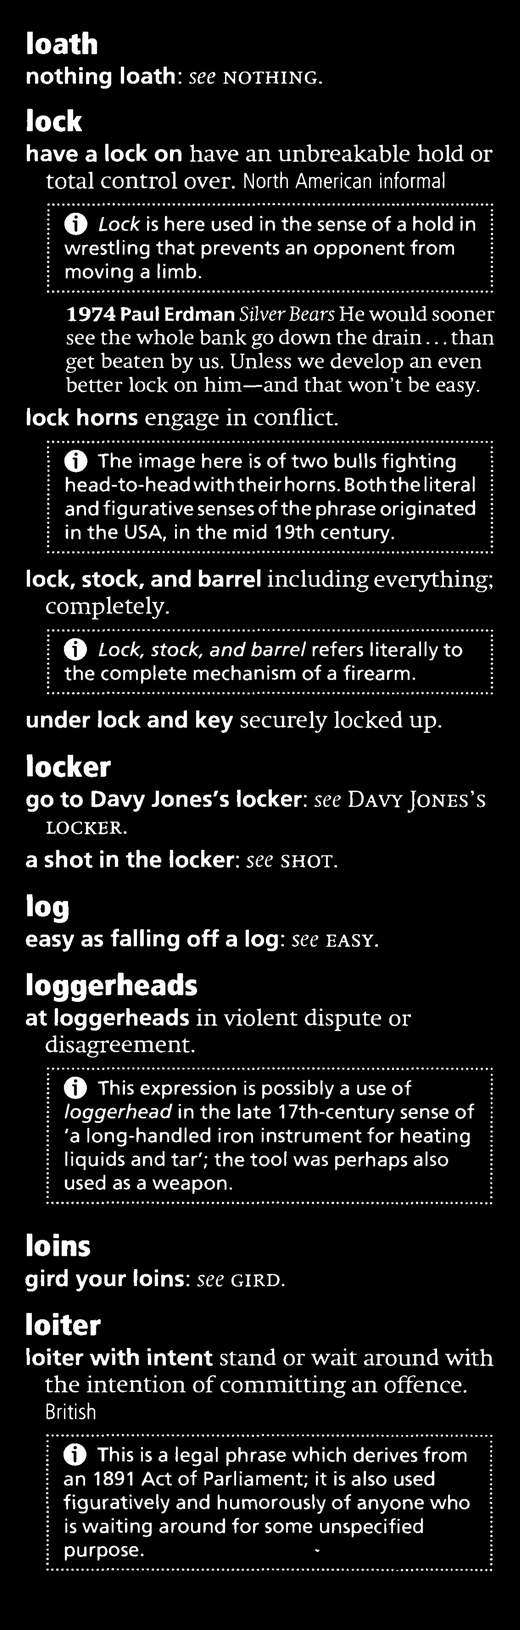 loath
nothing loath: see NOTHING.
lock
have a lock on have an unbreakable hold or
total control over. North American informal
i Lock is here used in the sense of a hold in
wrestling that prevents an opponent from
moving a limb.
1974 Paul Erdman Silver Bears He would sooner
see the whole bank go down the drain ... than
get beaten by us. Unless we develop an even
better lock on him—and that won't be easy.
lock horns engage in conflict.
i The image here is of two bulls fighting
head-to-head with their horns. Both the literal
and figurative senses of the phrase originated
in the USA, in the mid 19th century.
lock, stock, and barrel including everything;
completely.
i Lock, stock, and barrel refers literally to
the complete mechanism of a firearm.
under lock and key securely locked up.
locker
go to Davy Jones's locker: see DAVY JONES'S
LOCKER.
a shot in the locker: see SHOT.
log
easy as falling off a log: see EASY.
loggerheads
at loggerheads in violent dispute or
disagreement.
i This expression is possibly a use of
loggerhead in the late 17th-century sense of
'a long-handled iron instrument for heating
liquids and tar'; the tool was perhaps also
used as a weapon.
loins
gird your loins: see GIRD.
loiter
loiter with intent stand or wait around with
the intention of committing an offence.
British
i This is a legal phrase which derives from
an 1891 Act of Parliament; it is also used
figuratively and humorously of anyone who
is waiting around for some unspecified
purpose.